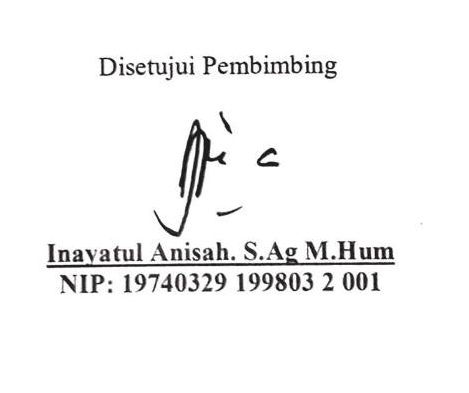 Disetujui Pembimbing
Inayatul Anisah. S.Ag M.Hum
NIP: 19740329 199803 2 001